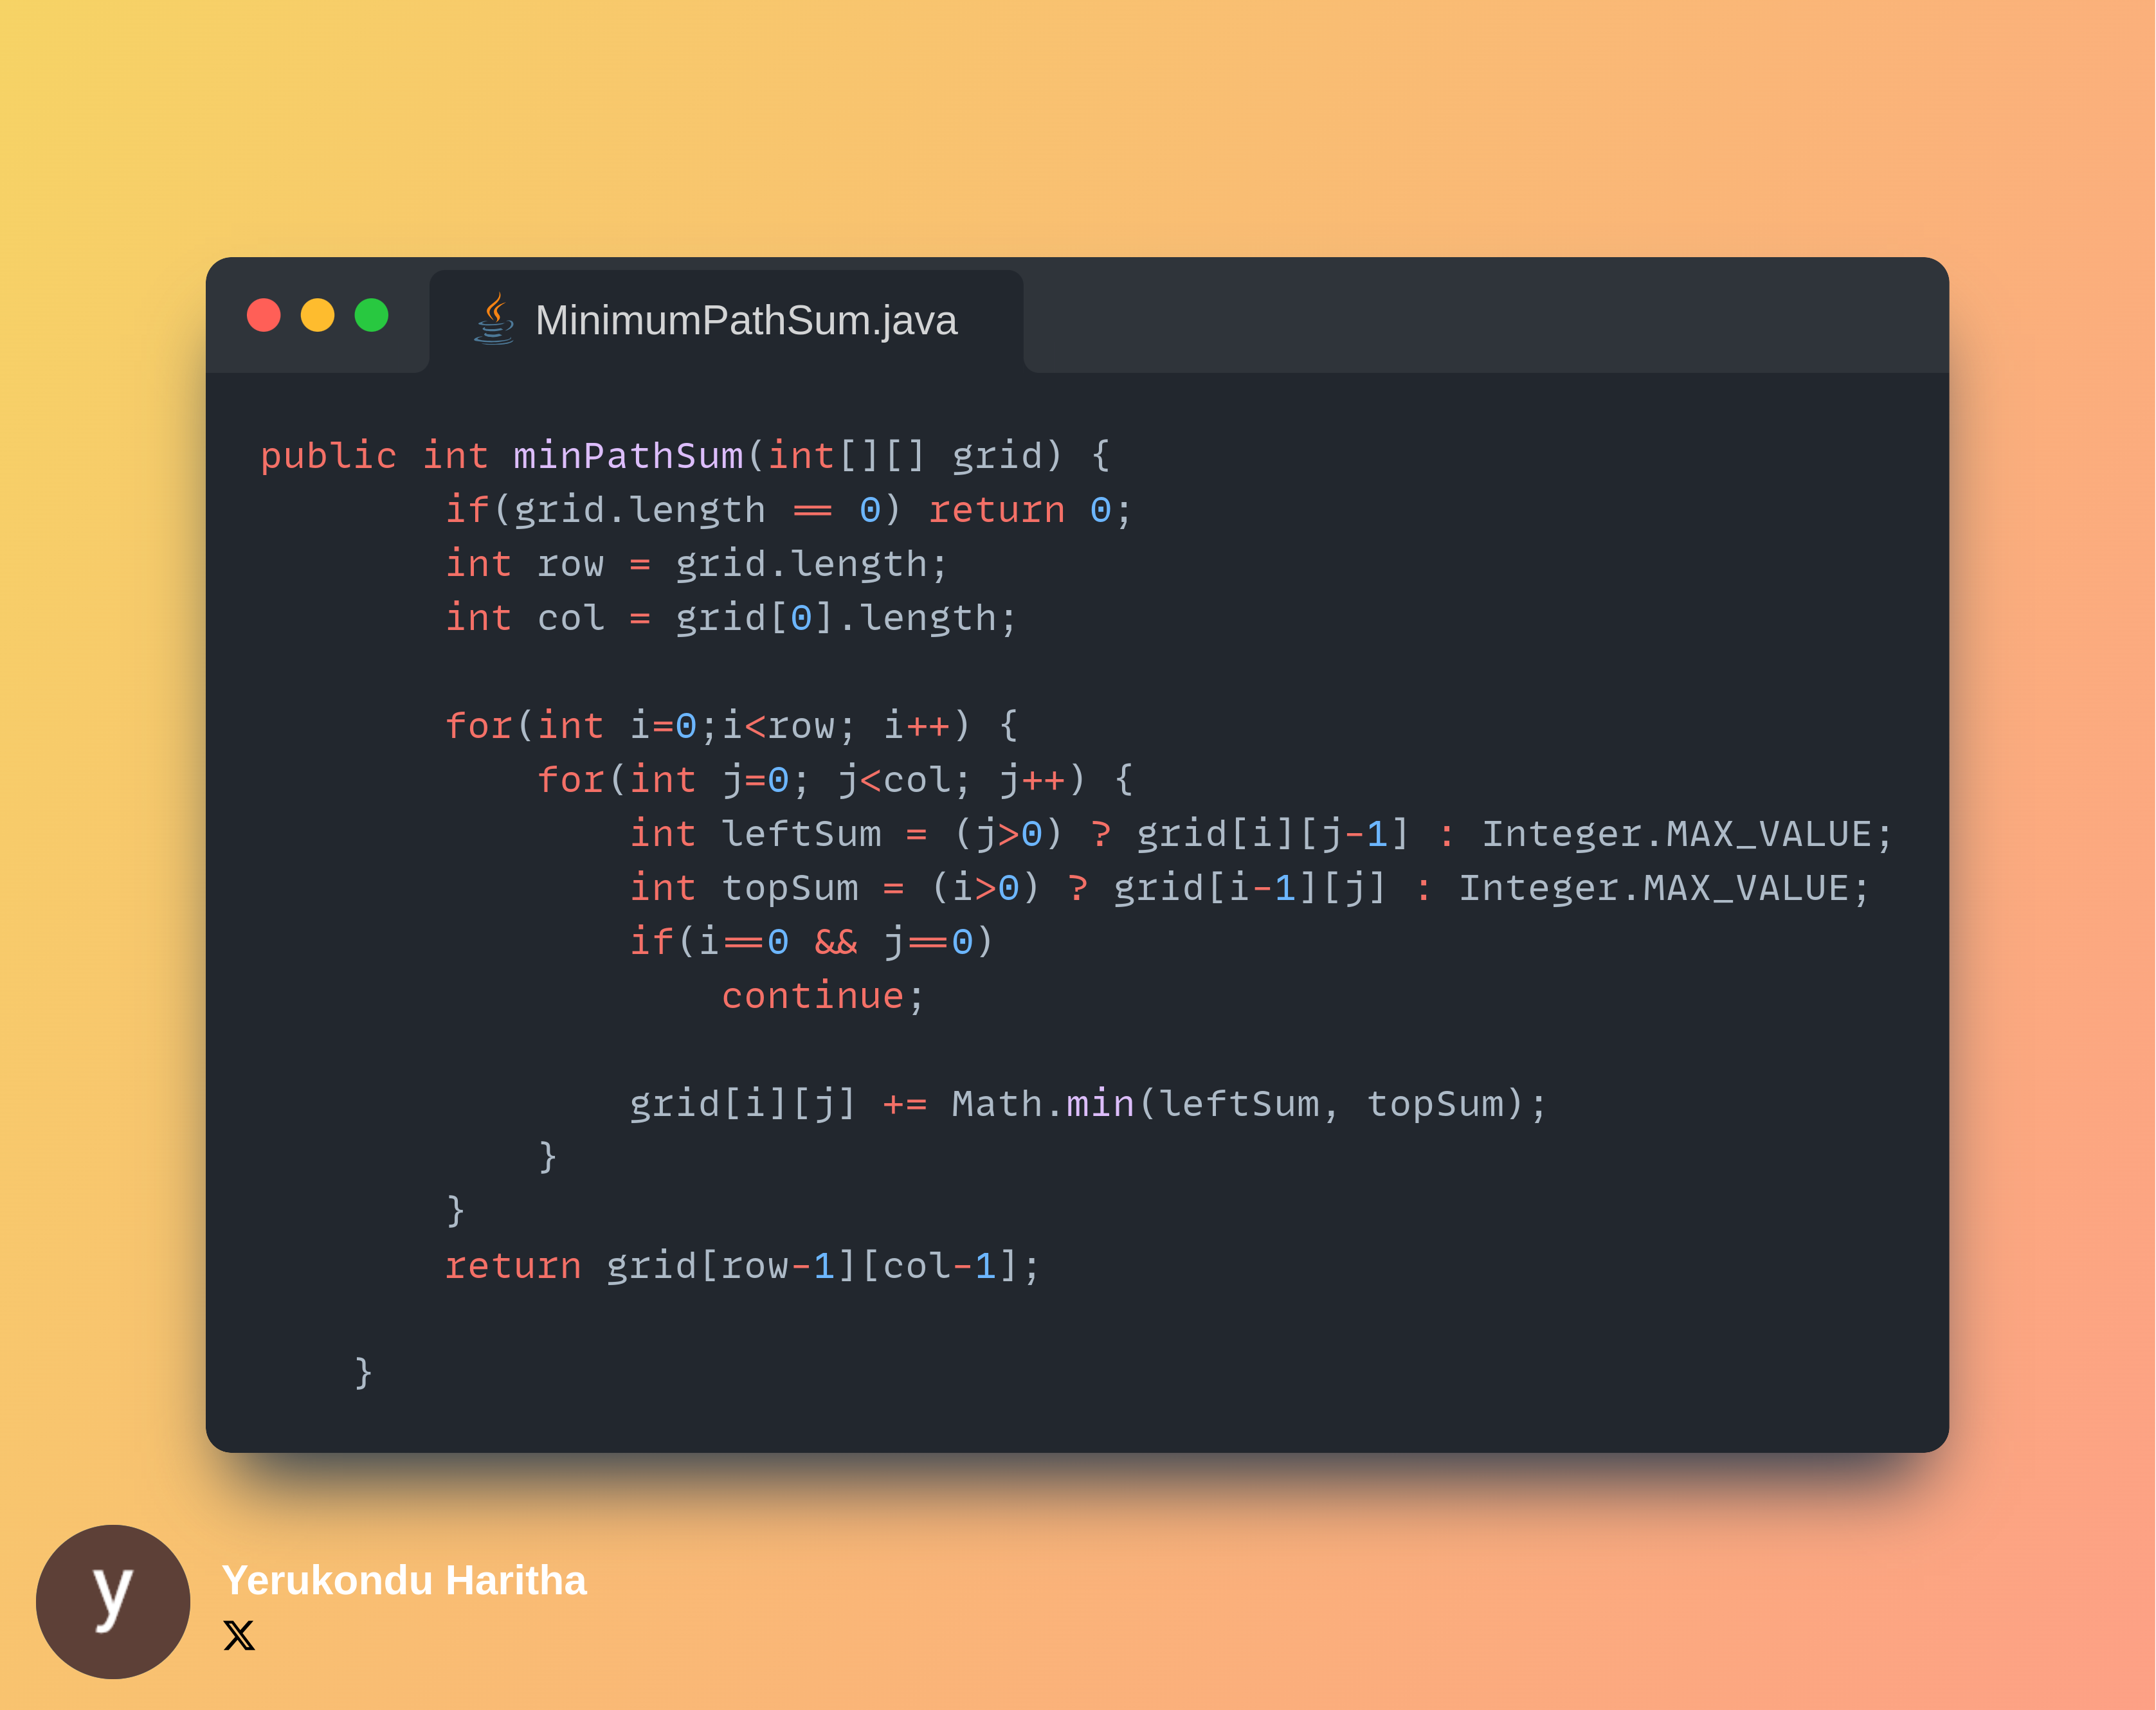 MinimumPathSum.java
public int minPathSum(int[][] grid) {
        if(grid.length == 0) return 0;
        int row = grid.length;
        int col = grid[0].length;

        for(int i=0;i<row; i++) {
            for(int j=0; j<col; j++) {
                int leftSum = (j>0) ? grid[i][j-1] : Integer.MAX_VALUE;
                int topSum = (i>0) ? grid[i-1][j] : Integer.MAX_VALUE;
                if(i==0 && j==0)
                    continue;

                grid[i][j] += Math.min(leftSum, topSum);
            }
        }
        return grid[row-1][col-1];

    }
y
Yerukondu Haritha